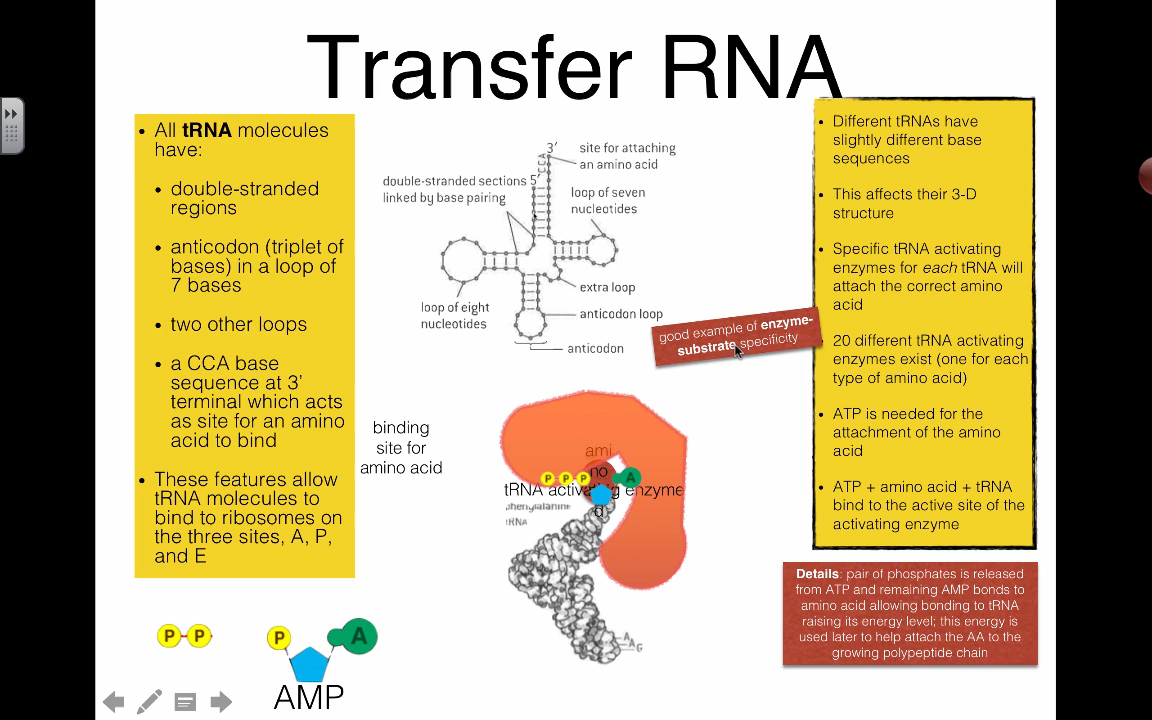 Transfer RNA
• All tRNA molecules
have:
• double-stranded
regions
• anticodon (triplet of
bases) in a loop of
7 bases
• two other loops
• a CCA base
sequence at 3’
terminal which acts
as site for an amino
acid to bind
• These features allow
tRNA molecules to
bind to ribosomes on
the three sites, A, P,
and E
3′
CCA
5′
site for attaching
an amino acid
double-stranded sections
linked by base pairing
loop of seven
nucleotides
extra loop
loop of eight
nucleotides
anticodon loop
anticodon
good example of enzyme-
substrate specificity
• Different tRNAs have
slightly different base
sequences
• This affects their 3-D
structure
• Specific tRNA activating
enzymes for each tRNA will
attach the correct amino
acid
• 20 different tRNA activating
enzymes exist (one for each
type of amino acid)
• ATP is needed for the
attachment of the amino
acid
• ATP + amino acid + tRNA
bind to the active site of the
activating enzyme
binding
site for
amino acid
ami
no
P P P A
tRNA activating enzyme
d
phenylalanine
tRNA
A
A
G
Details: pair of phosphates is released
from ATP and remaining AMP bonds to
amino acid allowing bonding to tRNA
raising its energy level; this energy is
used later to help attach the AA to the
growing polypeptide chain
P P
P A
AMP